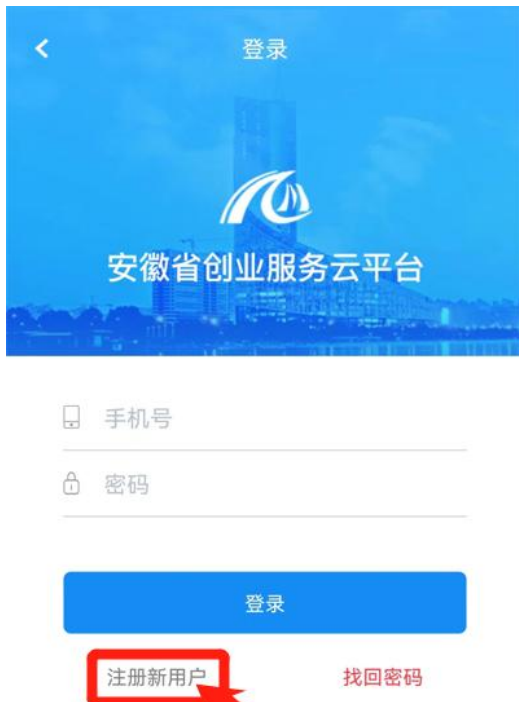 登录
安徽省创业服务云平台
手机号
密码
登录
注册新用户
找回密码